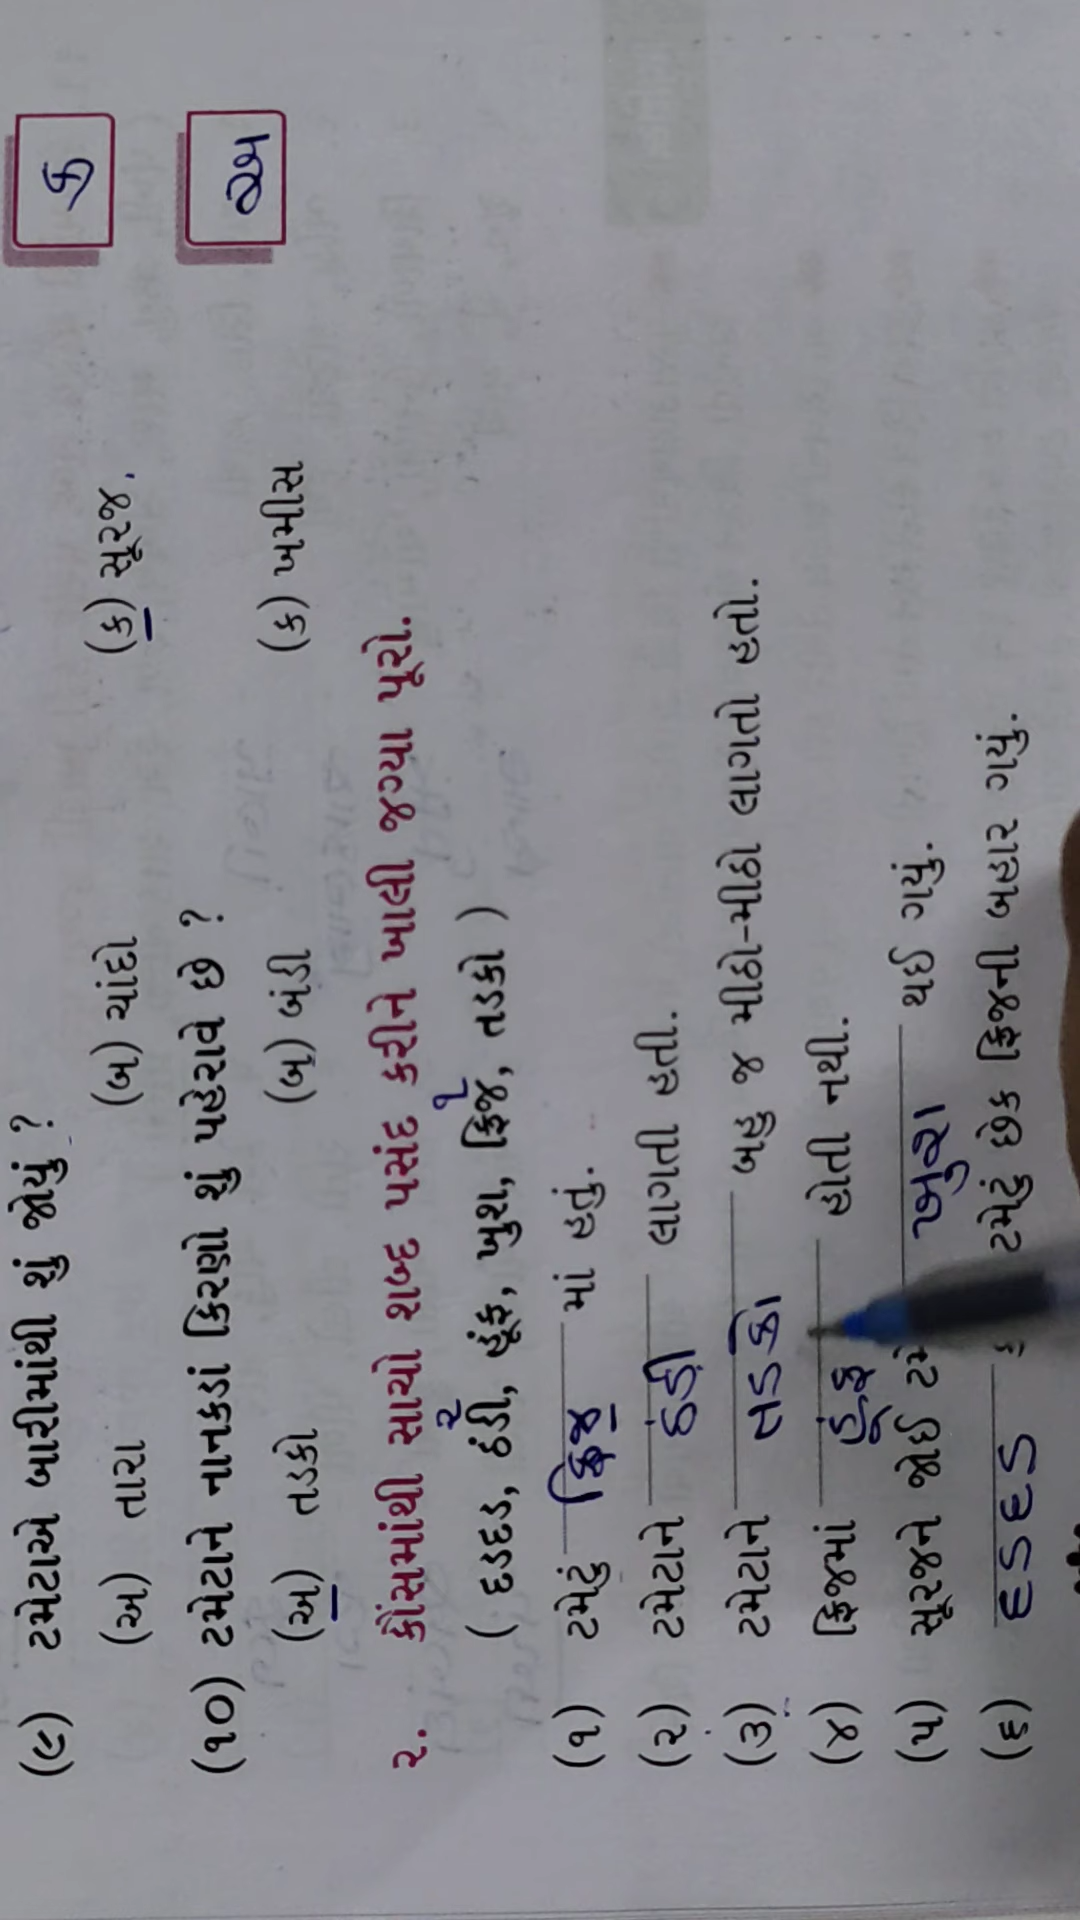 (૯) ટમેટાએ બારીમાંથી શું જોયું ?
(અ) તારા (બ) ચાંદો (ક) સૂરજ. ક
(૧૦) ટમેટાને નાનકડાં કિરણો શું પહેરાવે છે ?
(અ) તડકો (બ) બંડી (ક) ખમીસ અ
૨. કૌંસમાંથી સાચો શબ્દ પસંદ કરીને ખાલી જગ્યા પૂરો.
( દડદડ, ઠંડી, હૂંફ, ખુશ, ફ્રિજ, તડકો )
(૧) ટમેટું ફ્રિજ માં હતું.
(૨) ટમેટાને ઠંડી લાગતી હતી.
(૩) ટમેટાને તડકો બહુ જ મીઠો-મીઠો લાગતો હતો.
(૪) ફ્રિજમાં હૂંફ હોતી નથી.
(૫) સૂરજને જોઈ ખુશ થઈ ગયું.
(૬) દડદડ ટમેટું છેક ફ્રિજની બહાર ગયું.